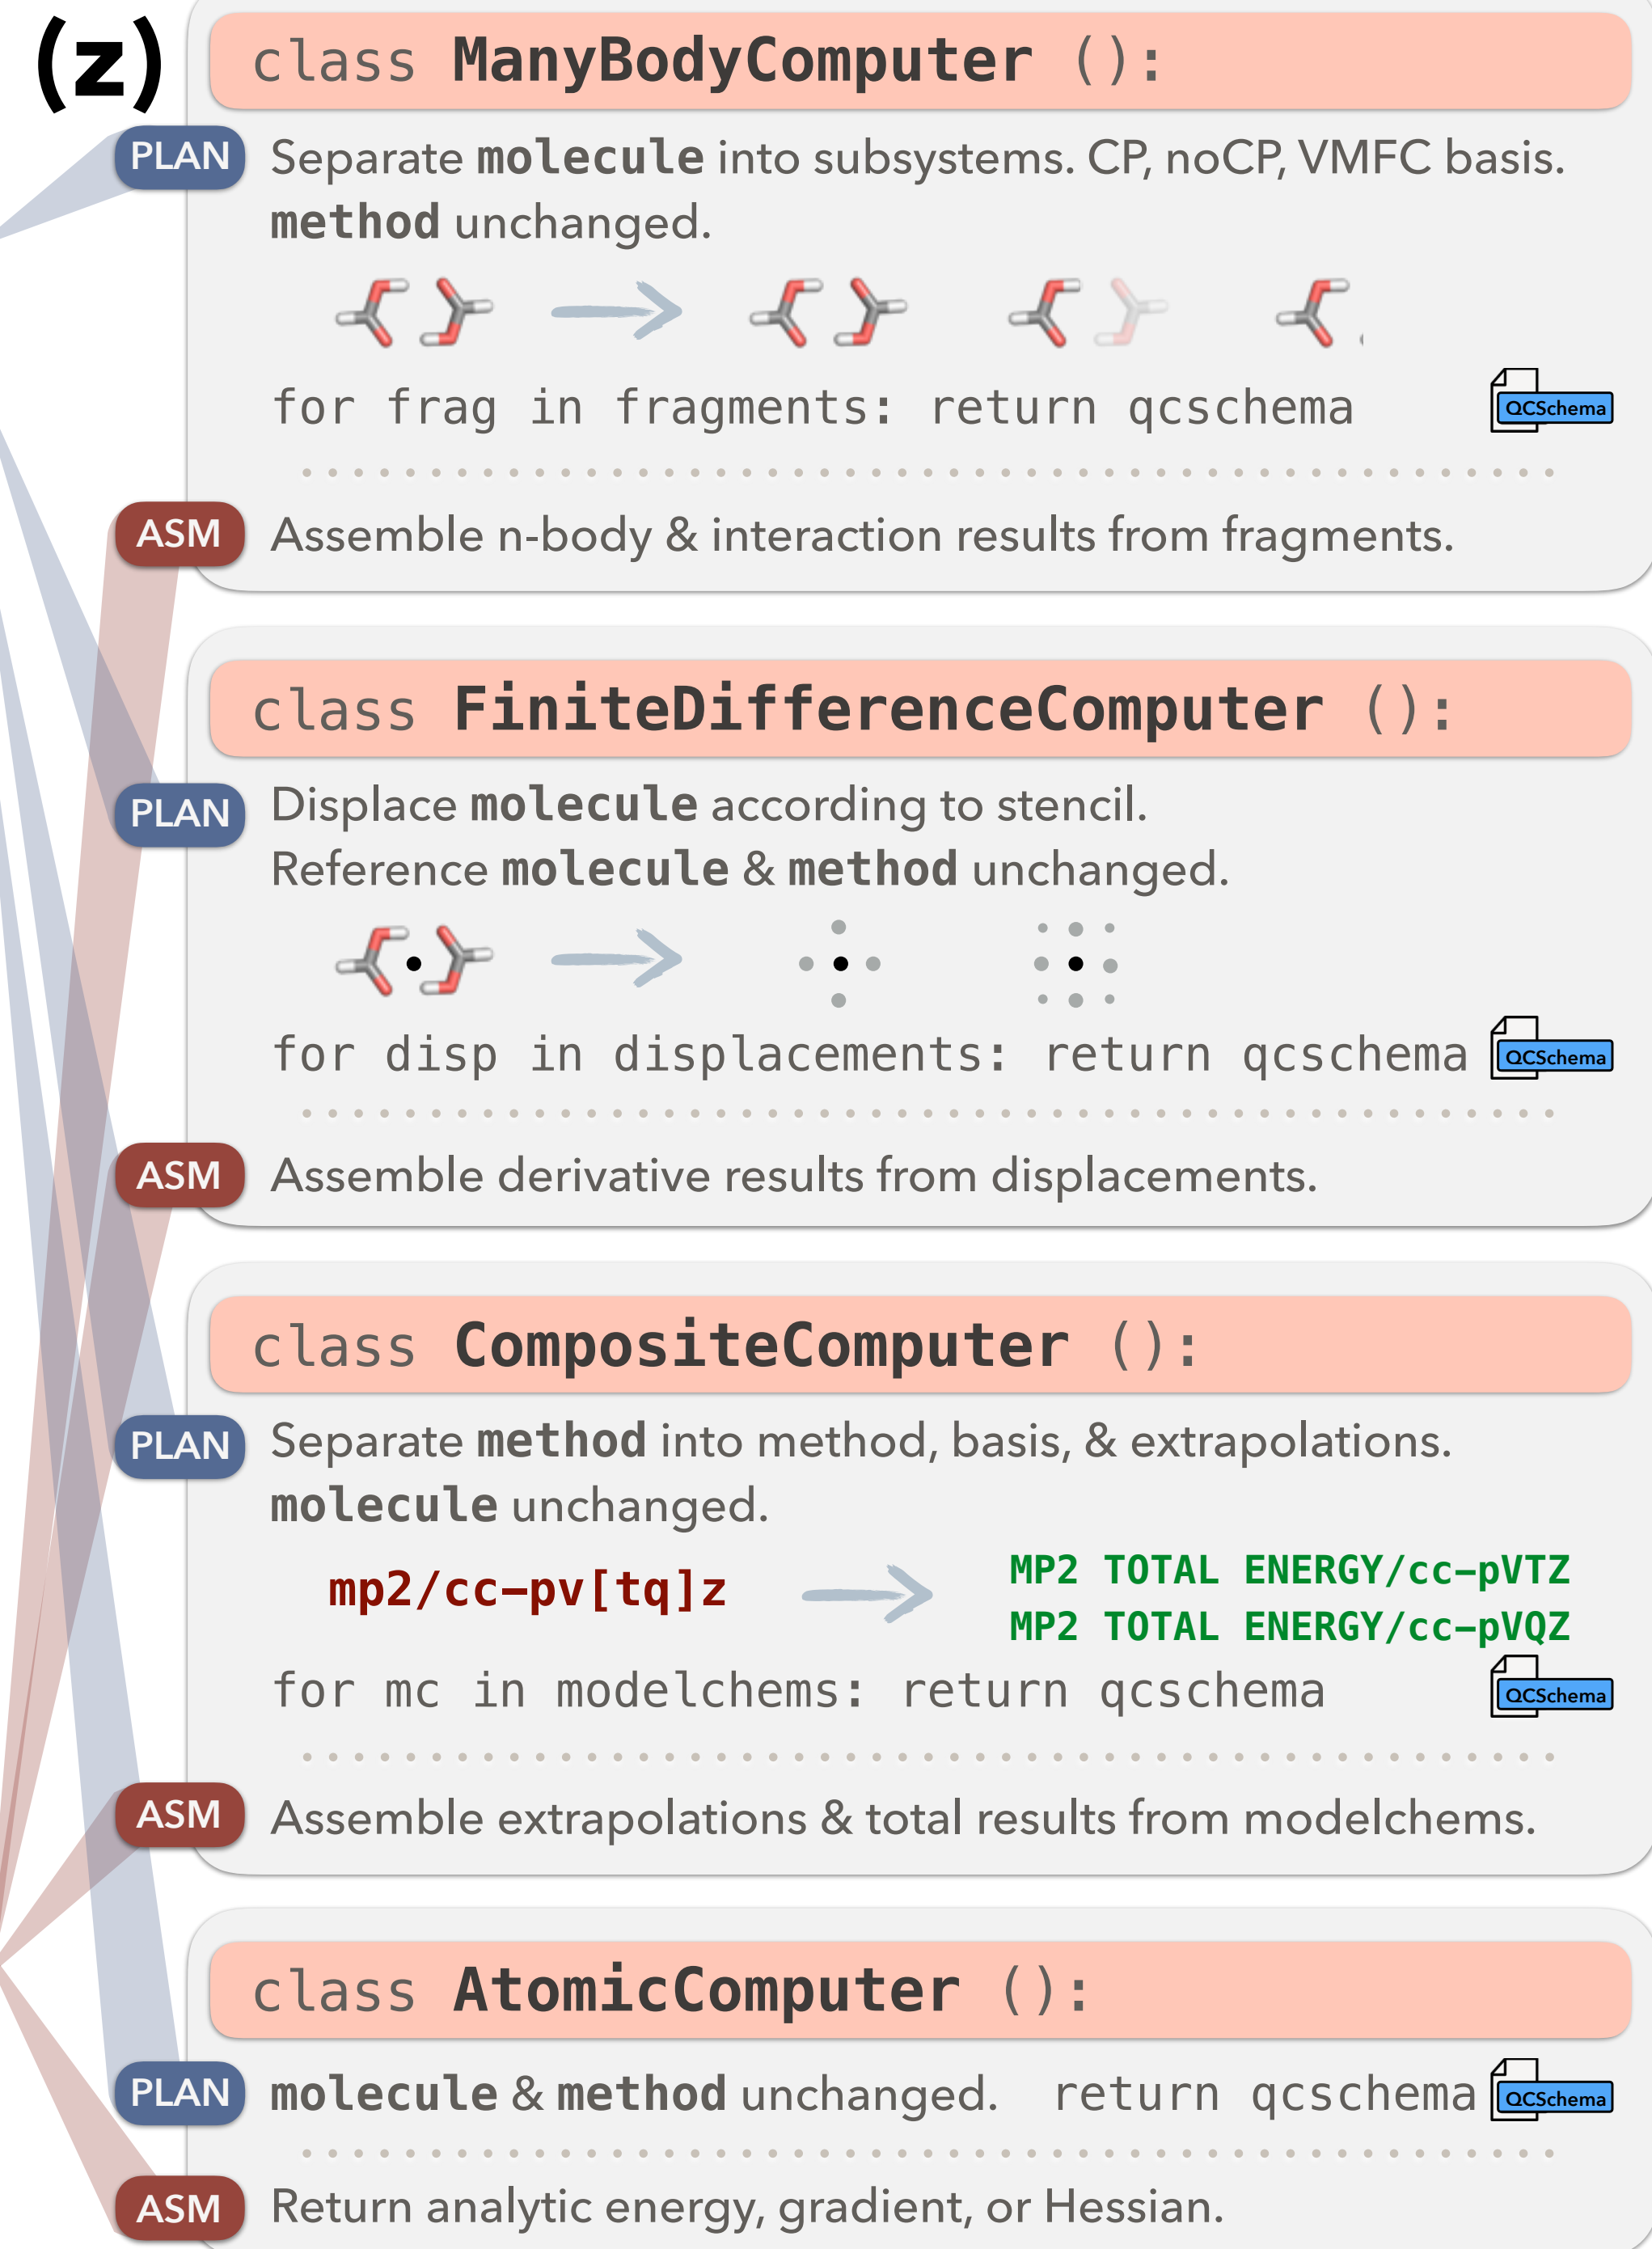 (z)
class ManyBodyComputer ():
PLAN
Separate molecule into subsystems. CP, noCP, VMFC basis.
method unchanged.
for frag in fragments: return qcschema
QCSchema
ASM
Assemble n-body & interaction results from fragments.
class FiniteDifferenceComputer ():
PLAN
Displace molecule according to stencil.
Reference molecule & method unchanged.
for disp in displacements: return qcschema
QCSchema
ASM
Assemble derivative results from displacements.
class CompositeComputer ():
PLAN
Separate method into method, basis, & extrapolations.
molecule unchanged.
mp2/cc-pv[tq]z
MP2 TOTAL ENERGY/cc-pVTZ
MP2 TOTAL ENERGY/cc-pVQZ
for mc in modelchems: return qcschema
QCSchema
ASM
Assemble extrapolations & total results from modelchems.
class AtomicComputer ():
PLAN
molecule & method unchanged. return qcschema
QCSchema
ASM
Return analytic energy, gradient, or Hessian.